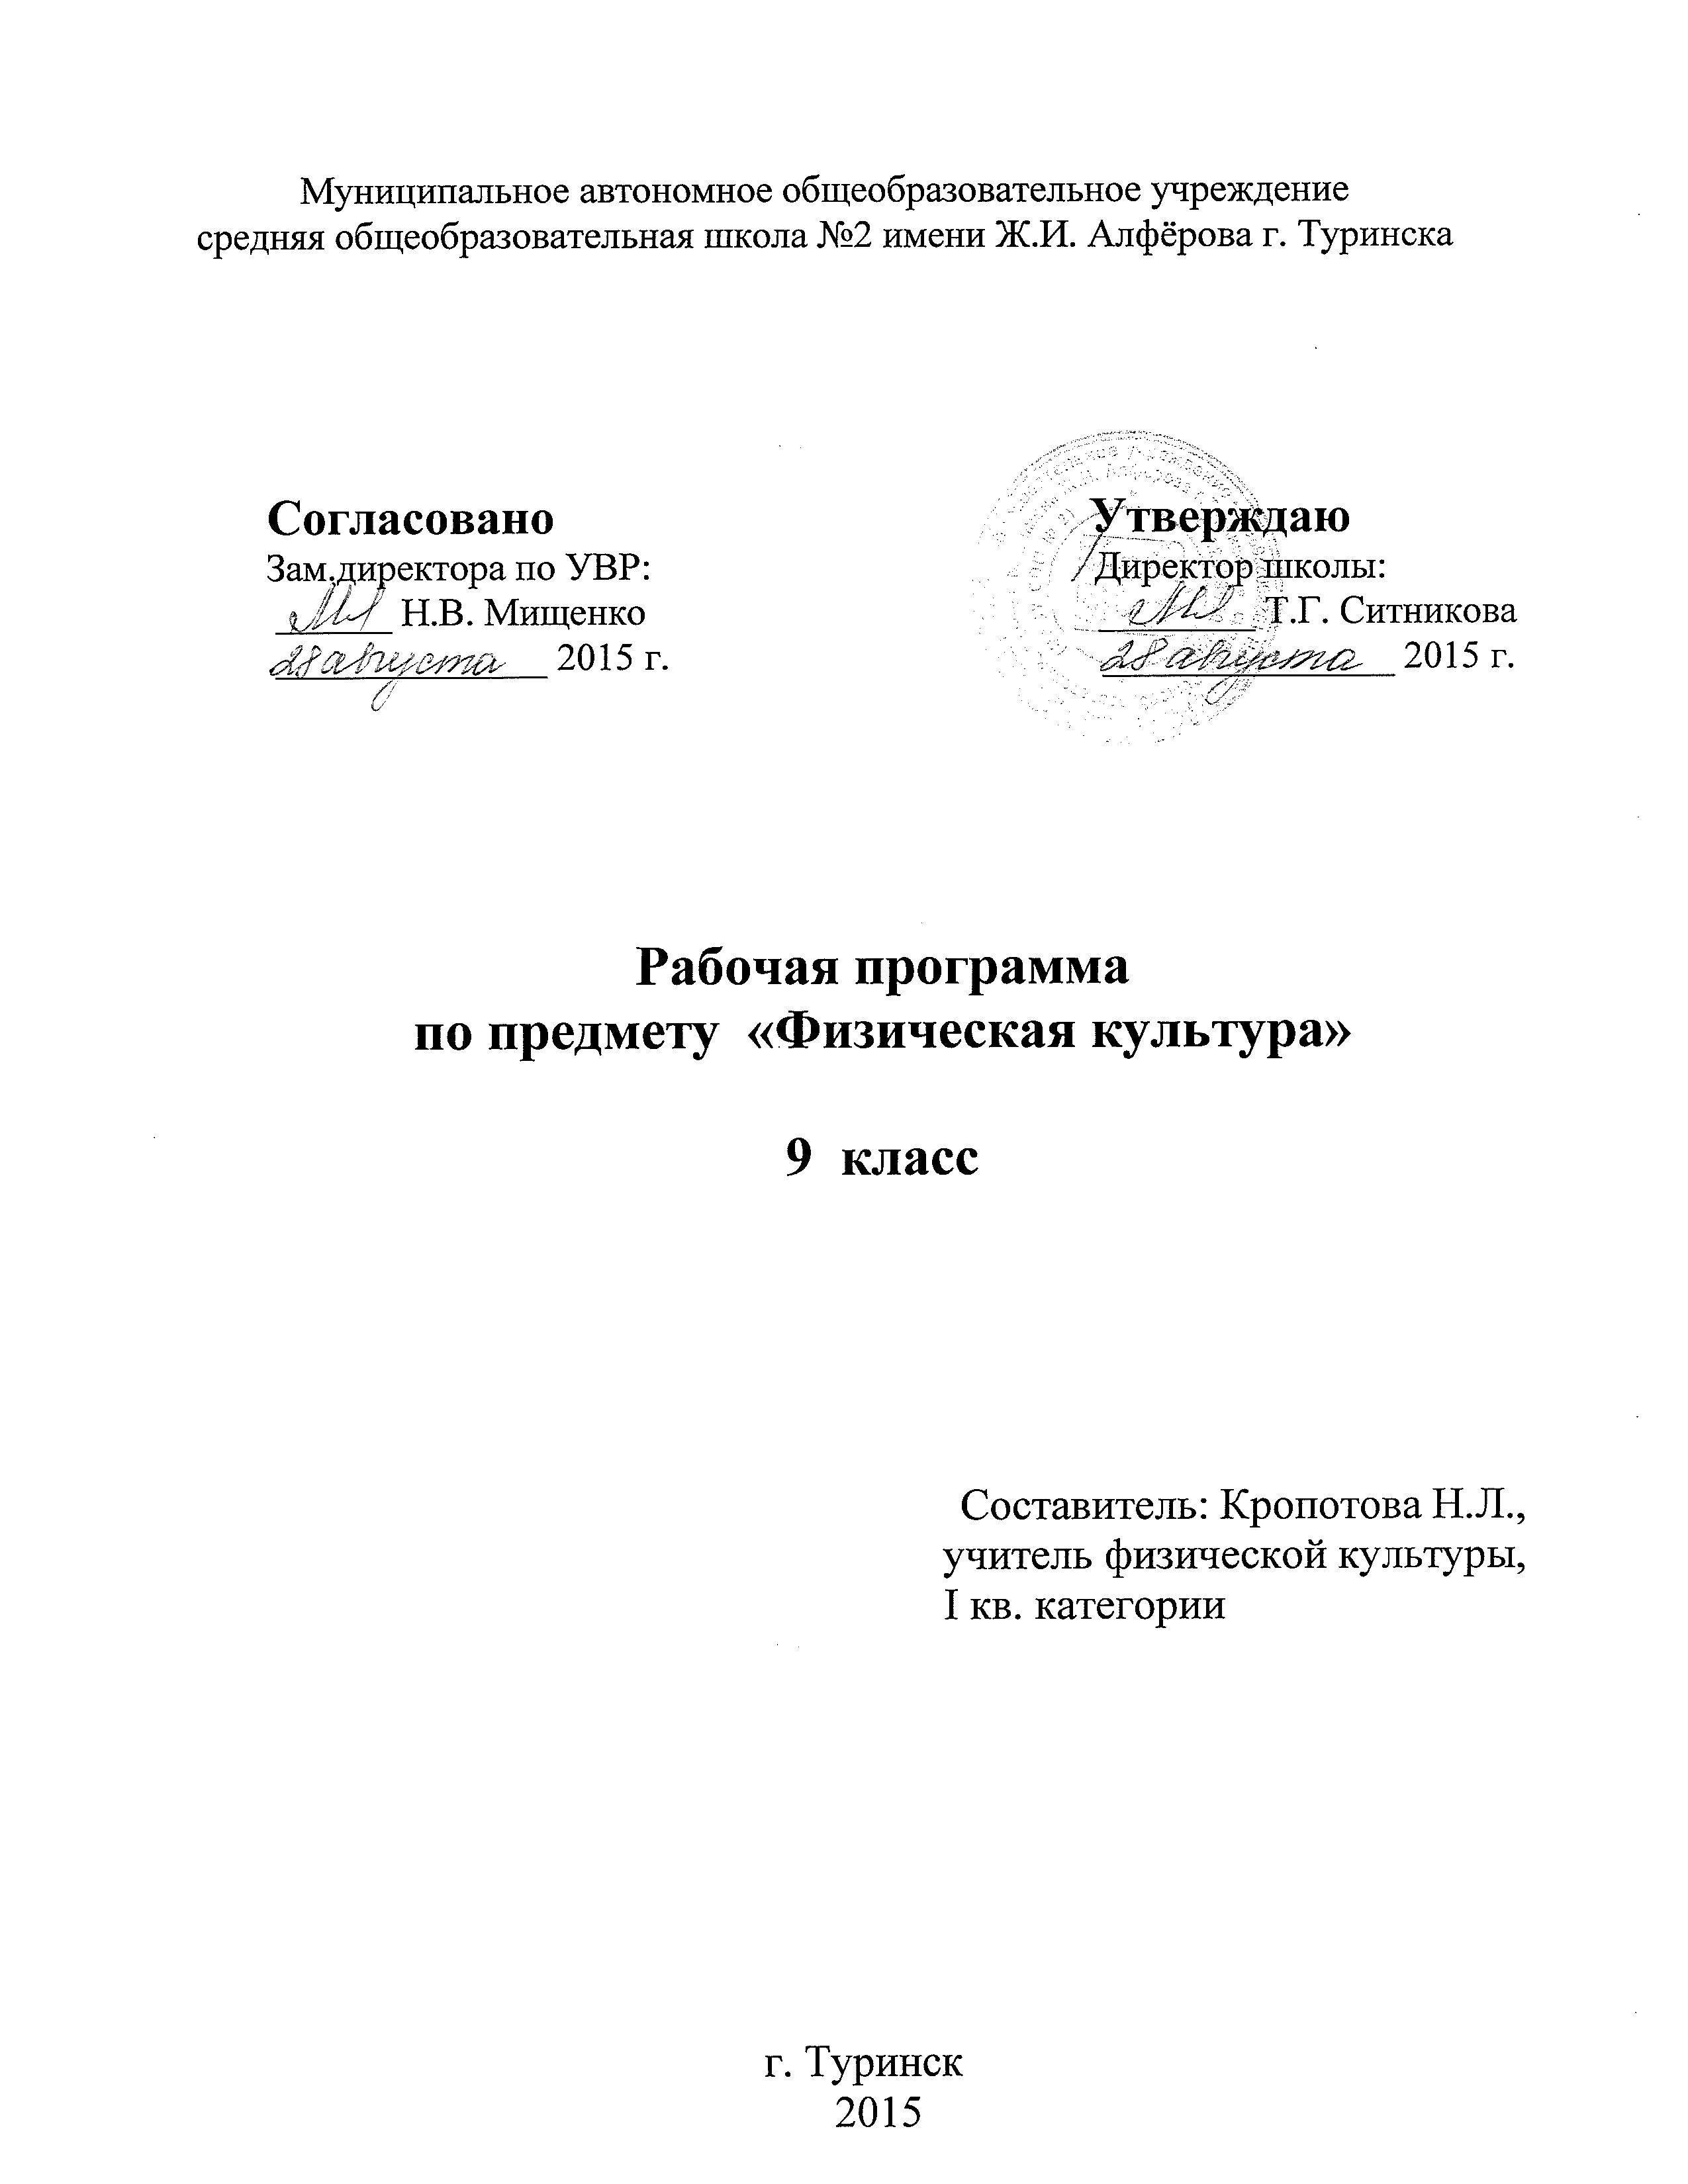 Муниципальное автономное общеобразовательное учреждение
средняя общеобразовательная школа №2 имени Ж.И. Алфёрова г. Туринска
Согласовано
Зам.директора по УВР:
Н.В. Мищенко
28 августа 2015 г.
Утверждаю
Директор школы:
Т.Г. Ситникова
28 августа 2015 г.
Рабочая программа
по предмету «Физическая культура»
9 класс
Составитель: Кропотова Н.Л.,
учитель физической культуры,
I кв. категории
г. Туринск
2015